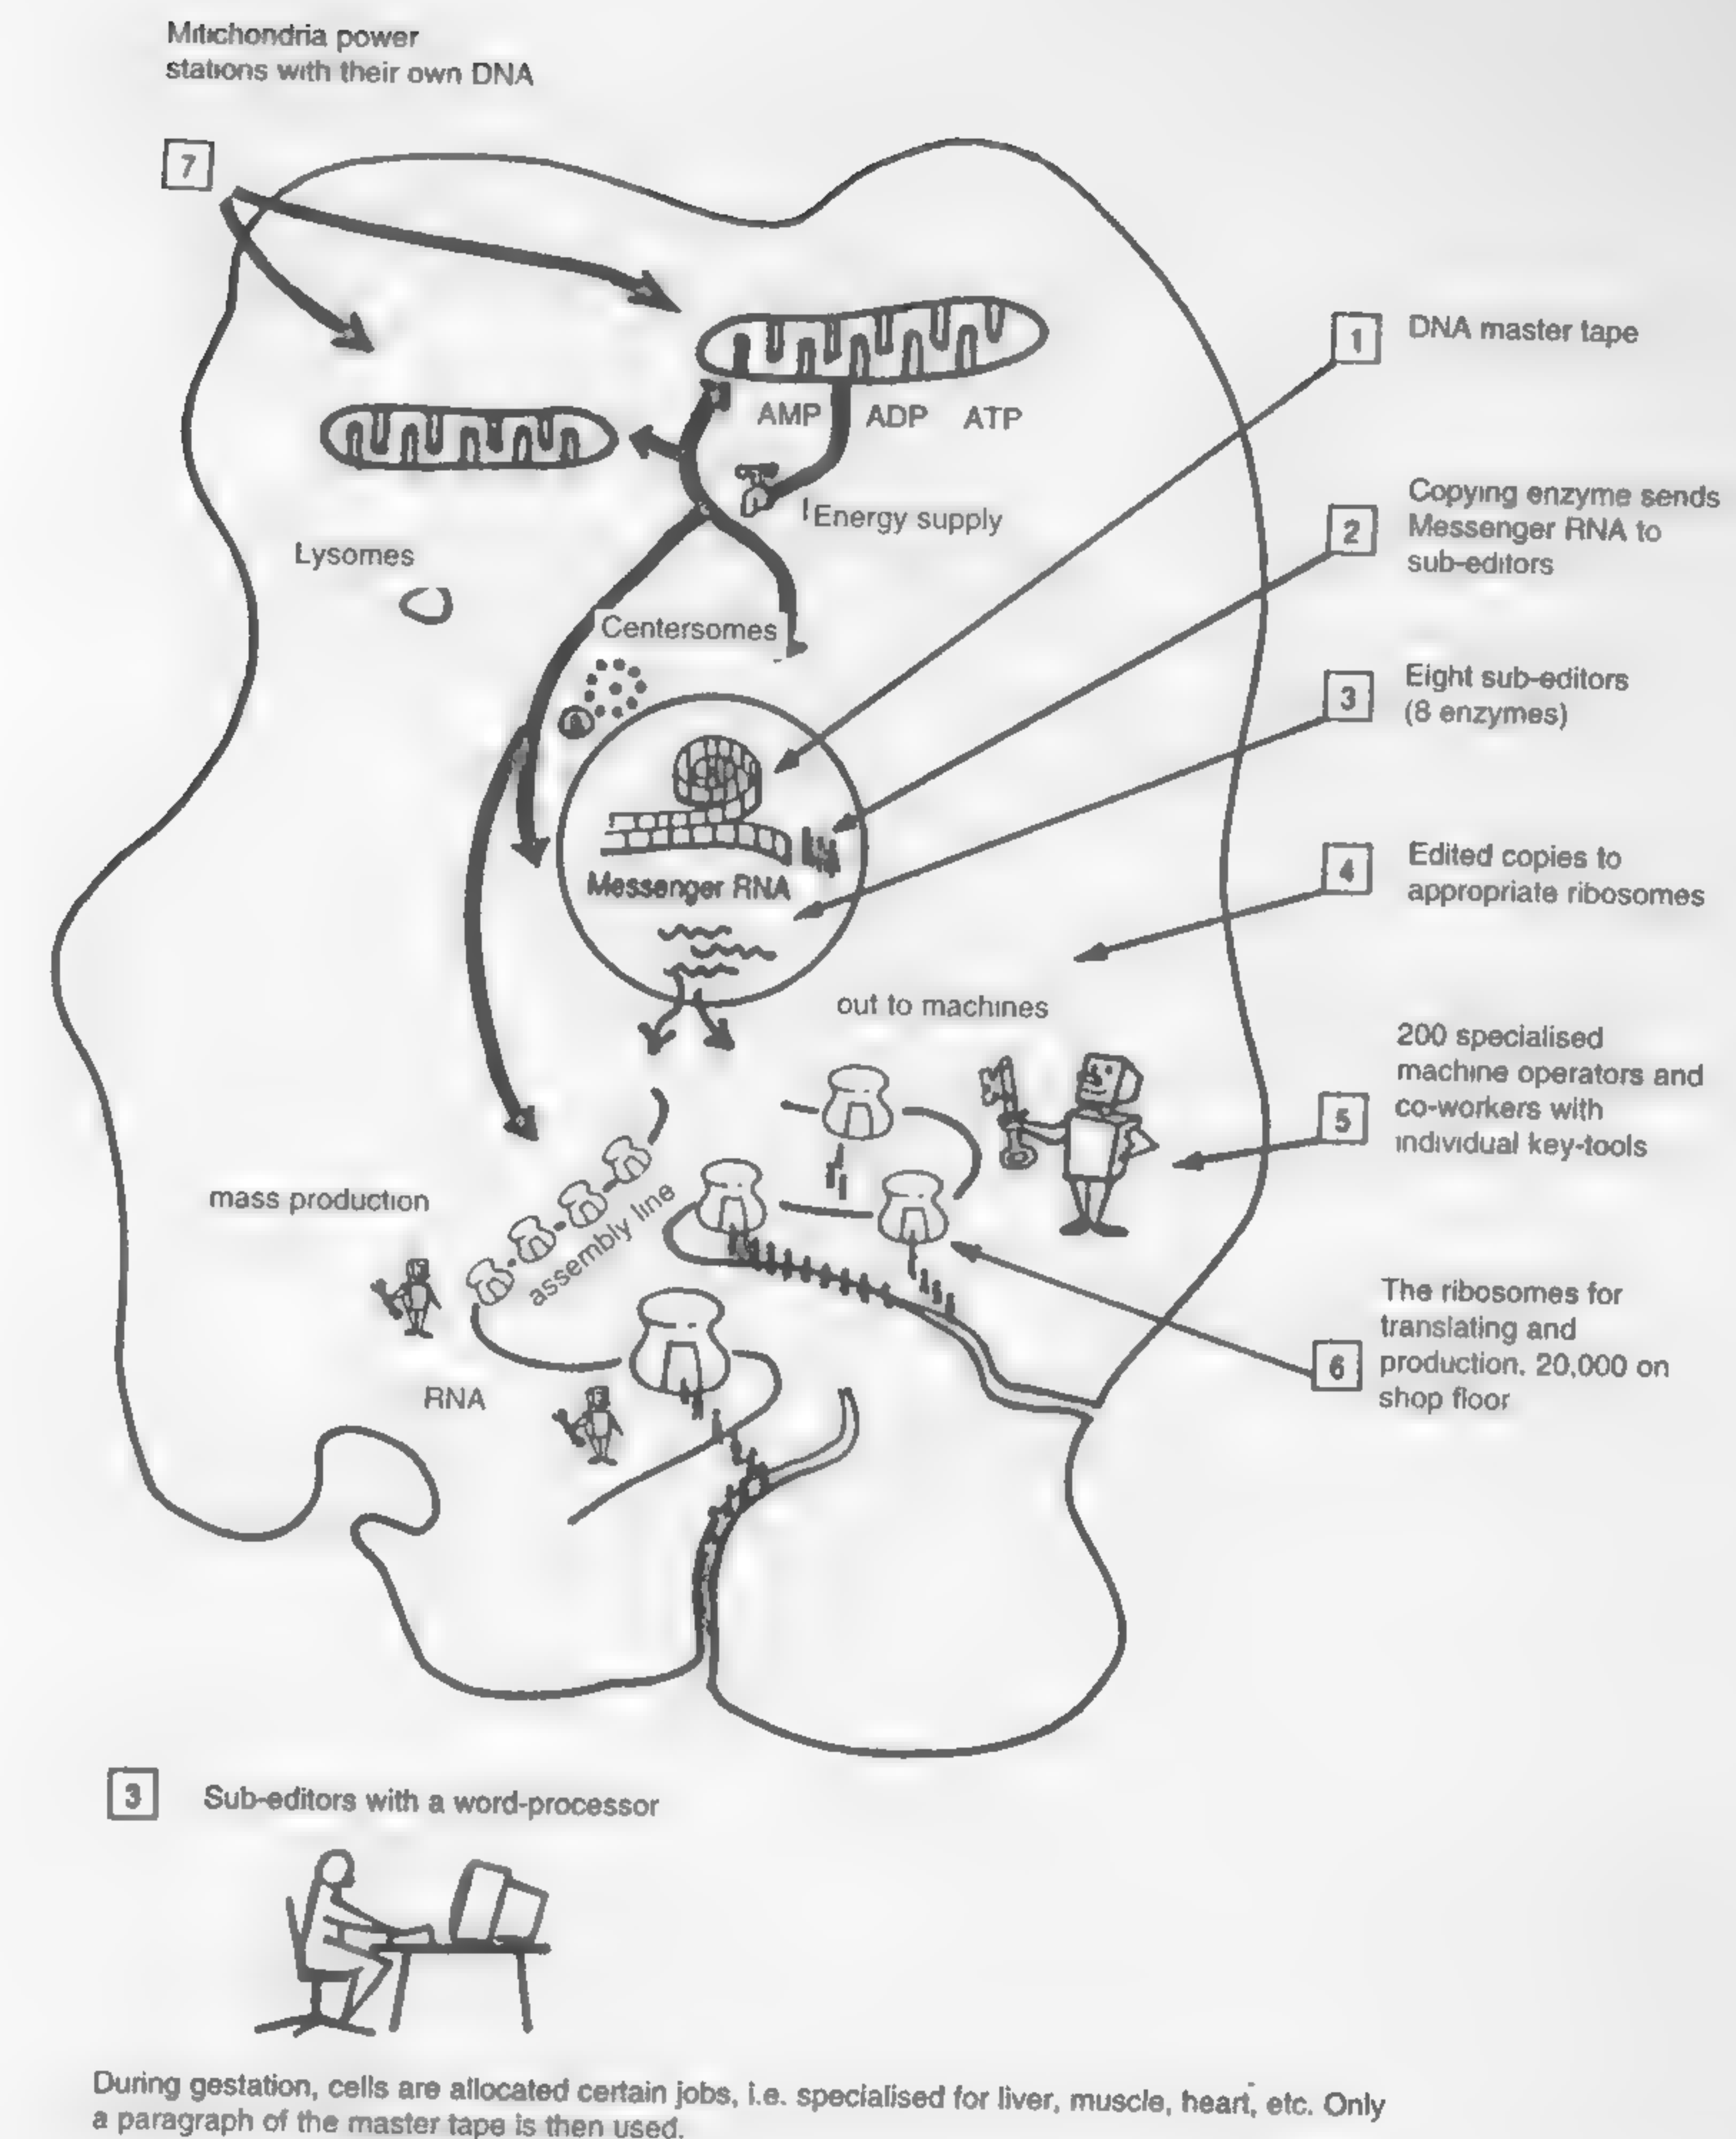 Mitichondria power
stations with their own DNA
7
1
DNA master tape
AMP ADP ATP
2
Copying enzyme sends
Messenger RNA to
sub-editors
Energy supply
Lysomes
Centersomes
3
Eight sub-editors
(8 enzymes)
Messenger RNA
4
Edited copies to
appropriate ribosomes
out to machines
5
200 specialised
machine operators and
co-workers with
individual key-tools
mass production
assembly line
6
The ribosomes for
translating and
production. 20,000 on
shop floor
RNA
3
Sub-editors with a word-processor
During gestation, cells are allocated certain jobs, i.e. specialised for liver, muscle, heart, etc. Only
a paragraph of the master tape is then used.